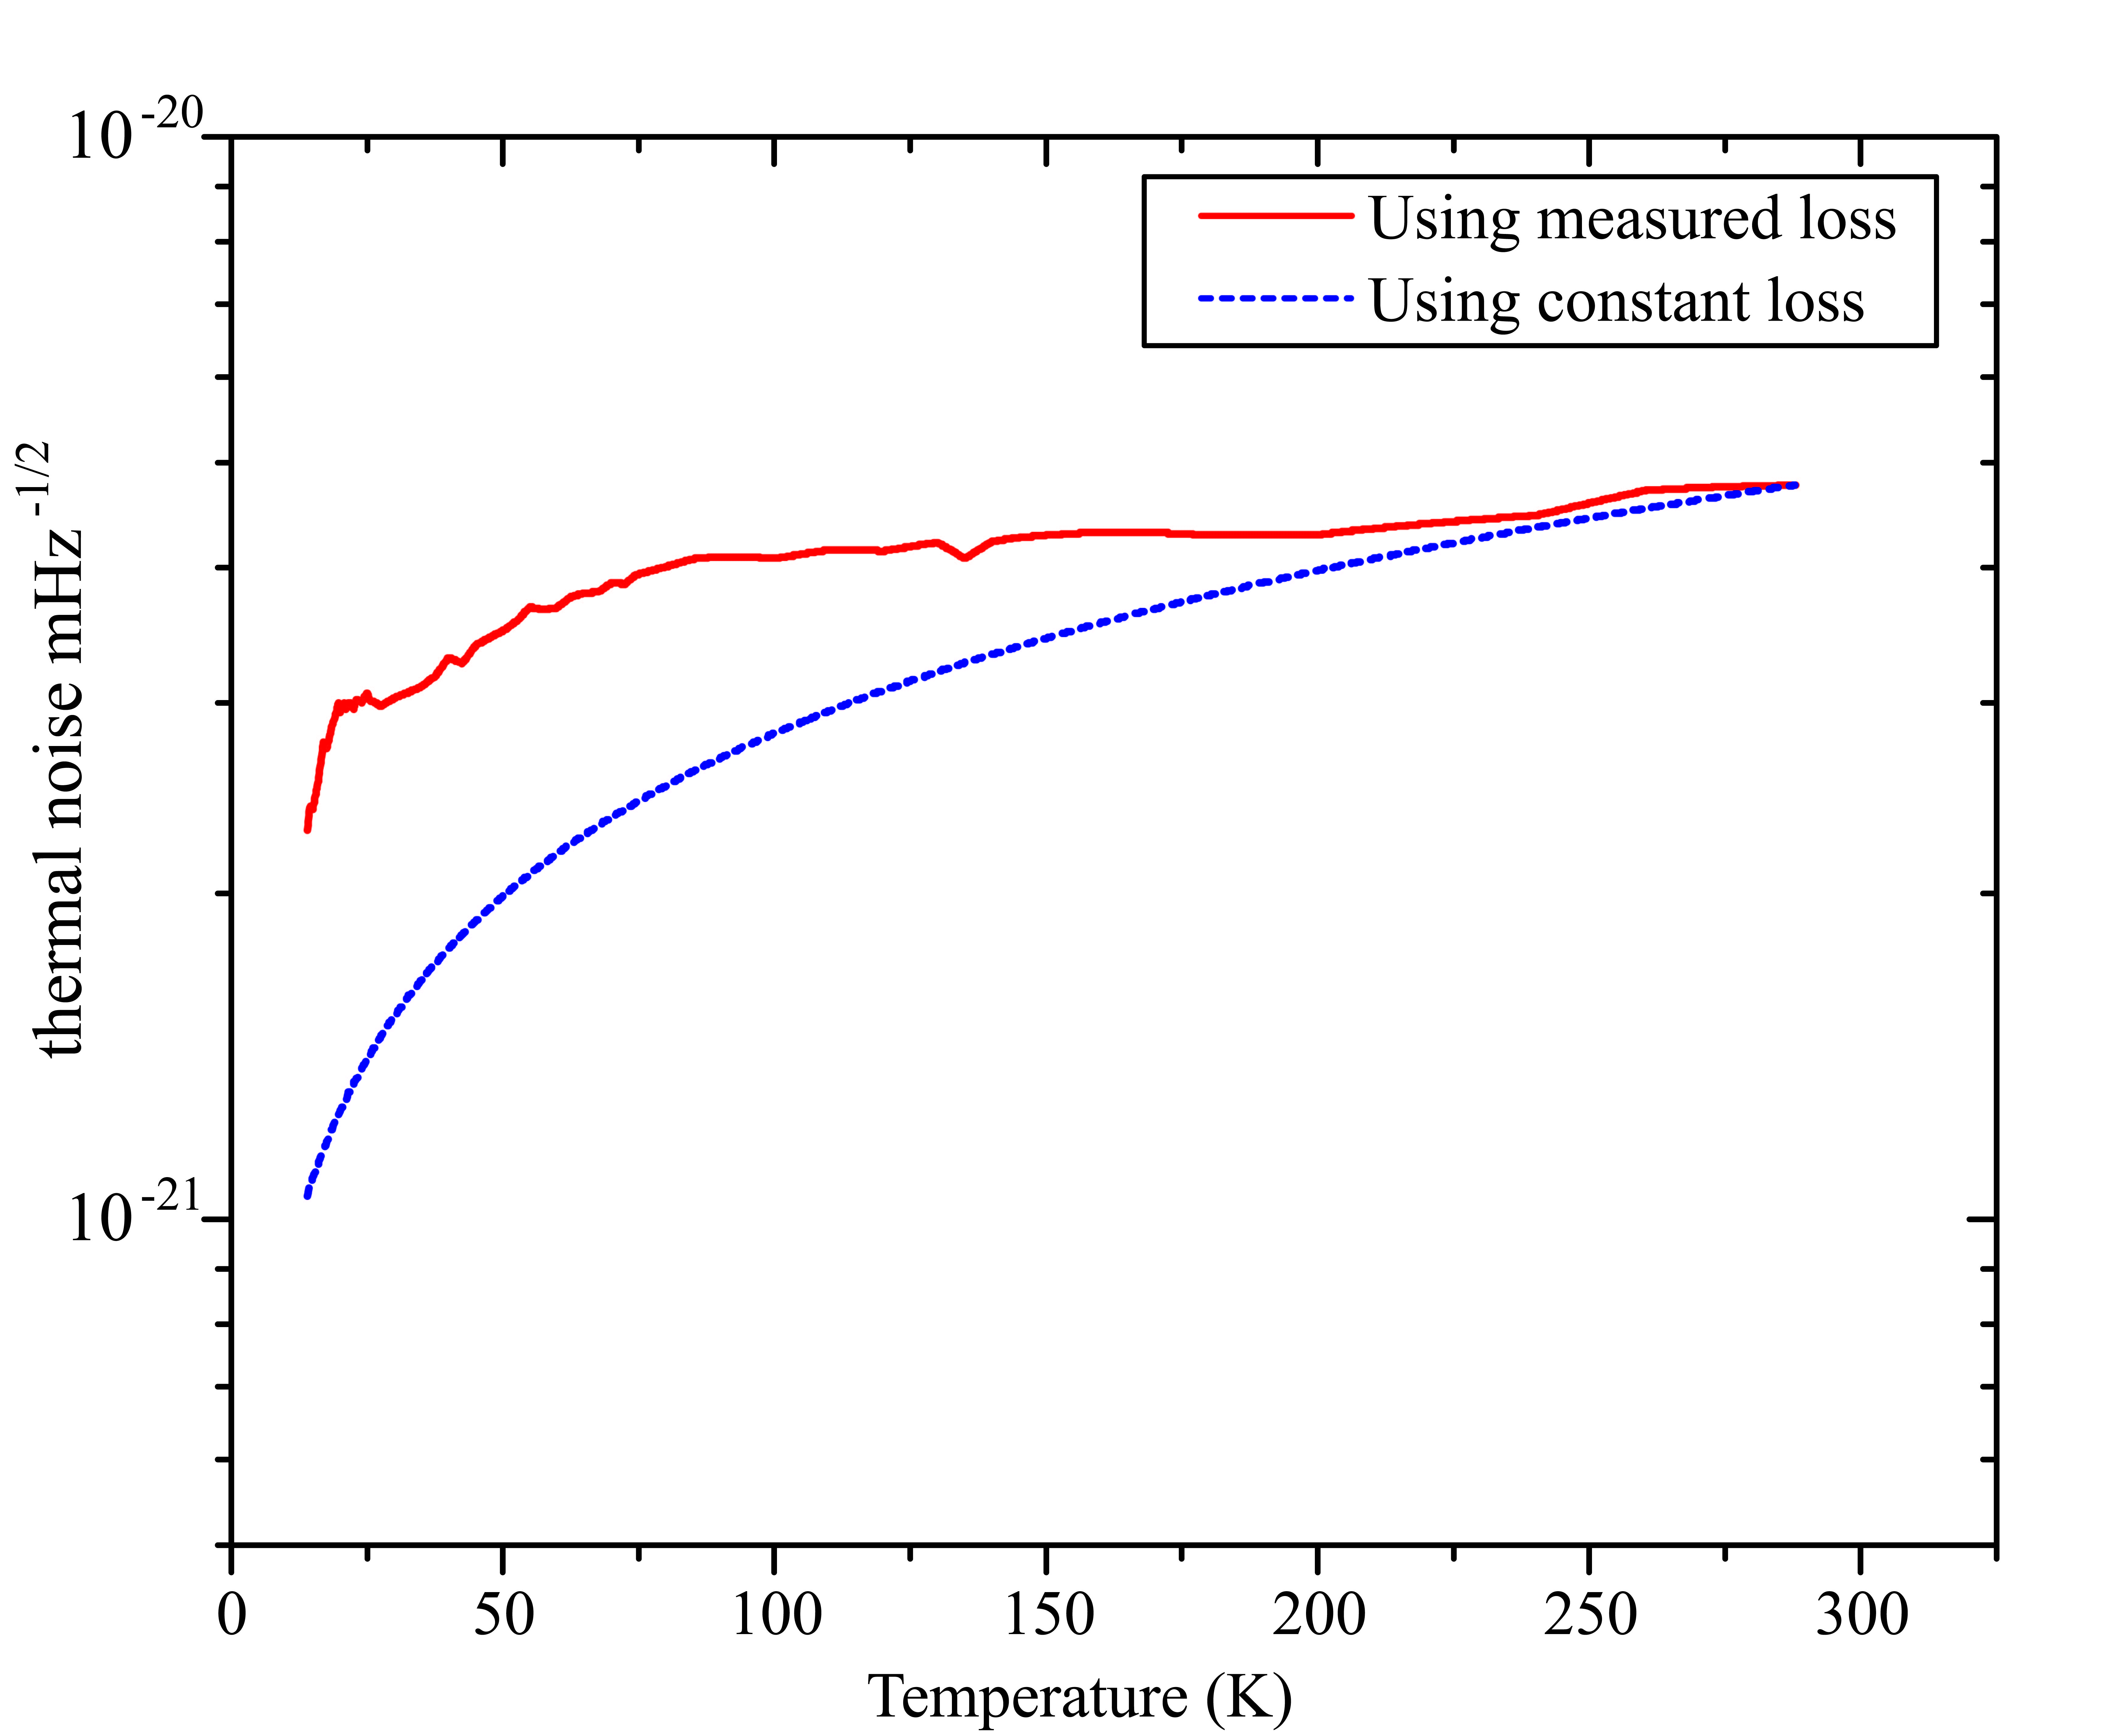 10^-20
Using measured loss
Using constant loss
thermal noise mHz^-1/2
10^-21
0 50 100 150 200 250 300
Temperature (K)